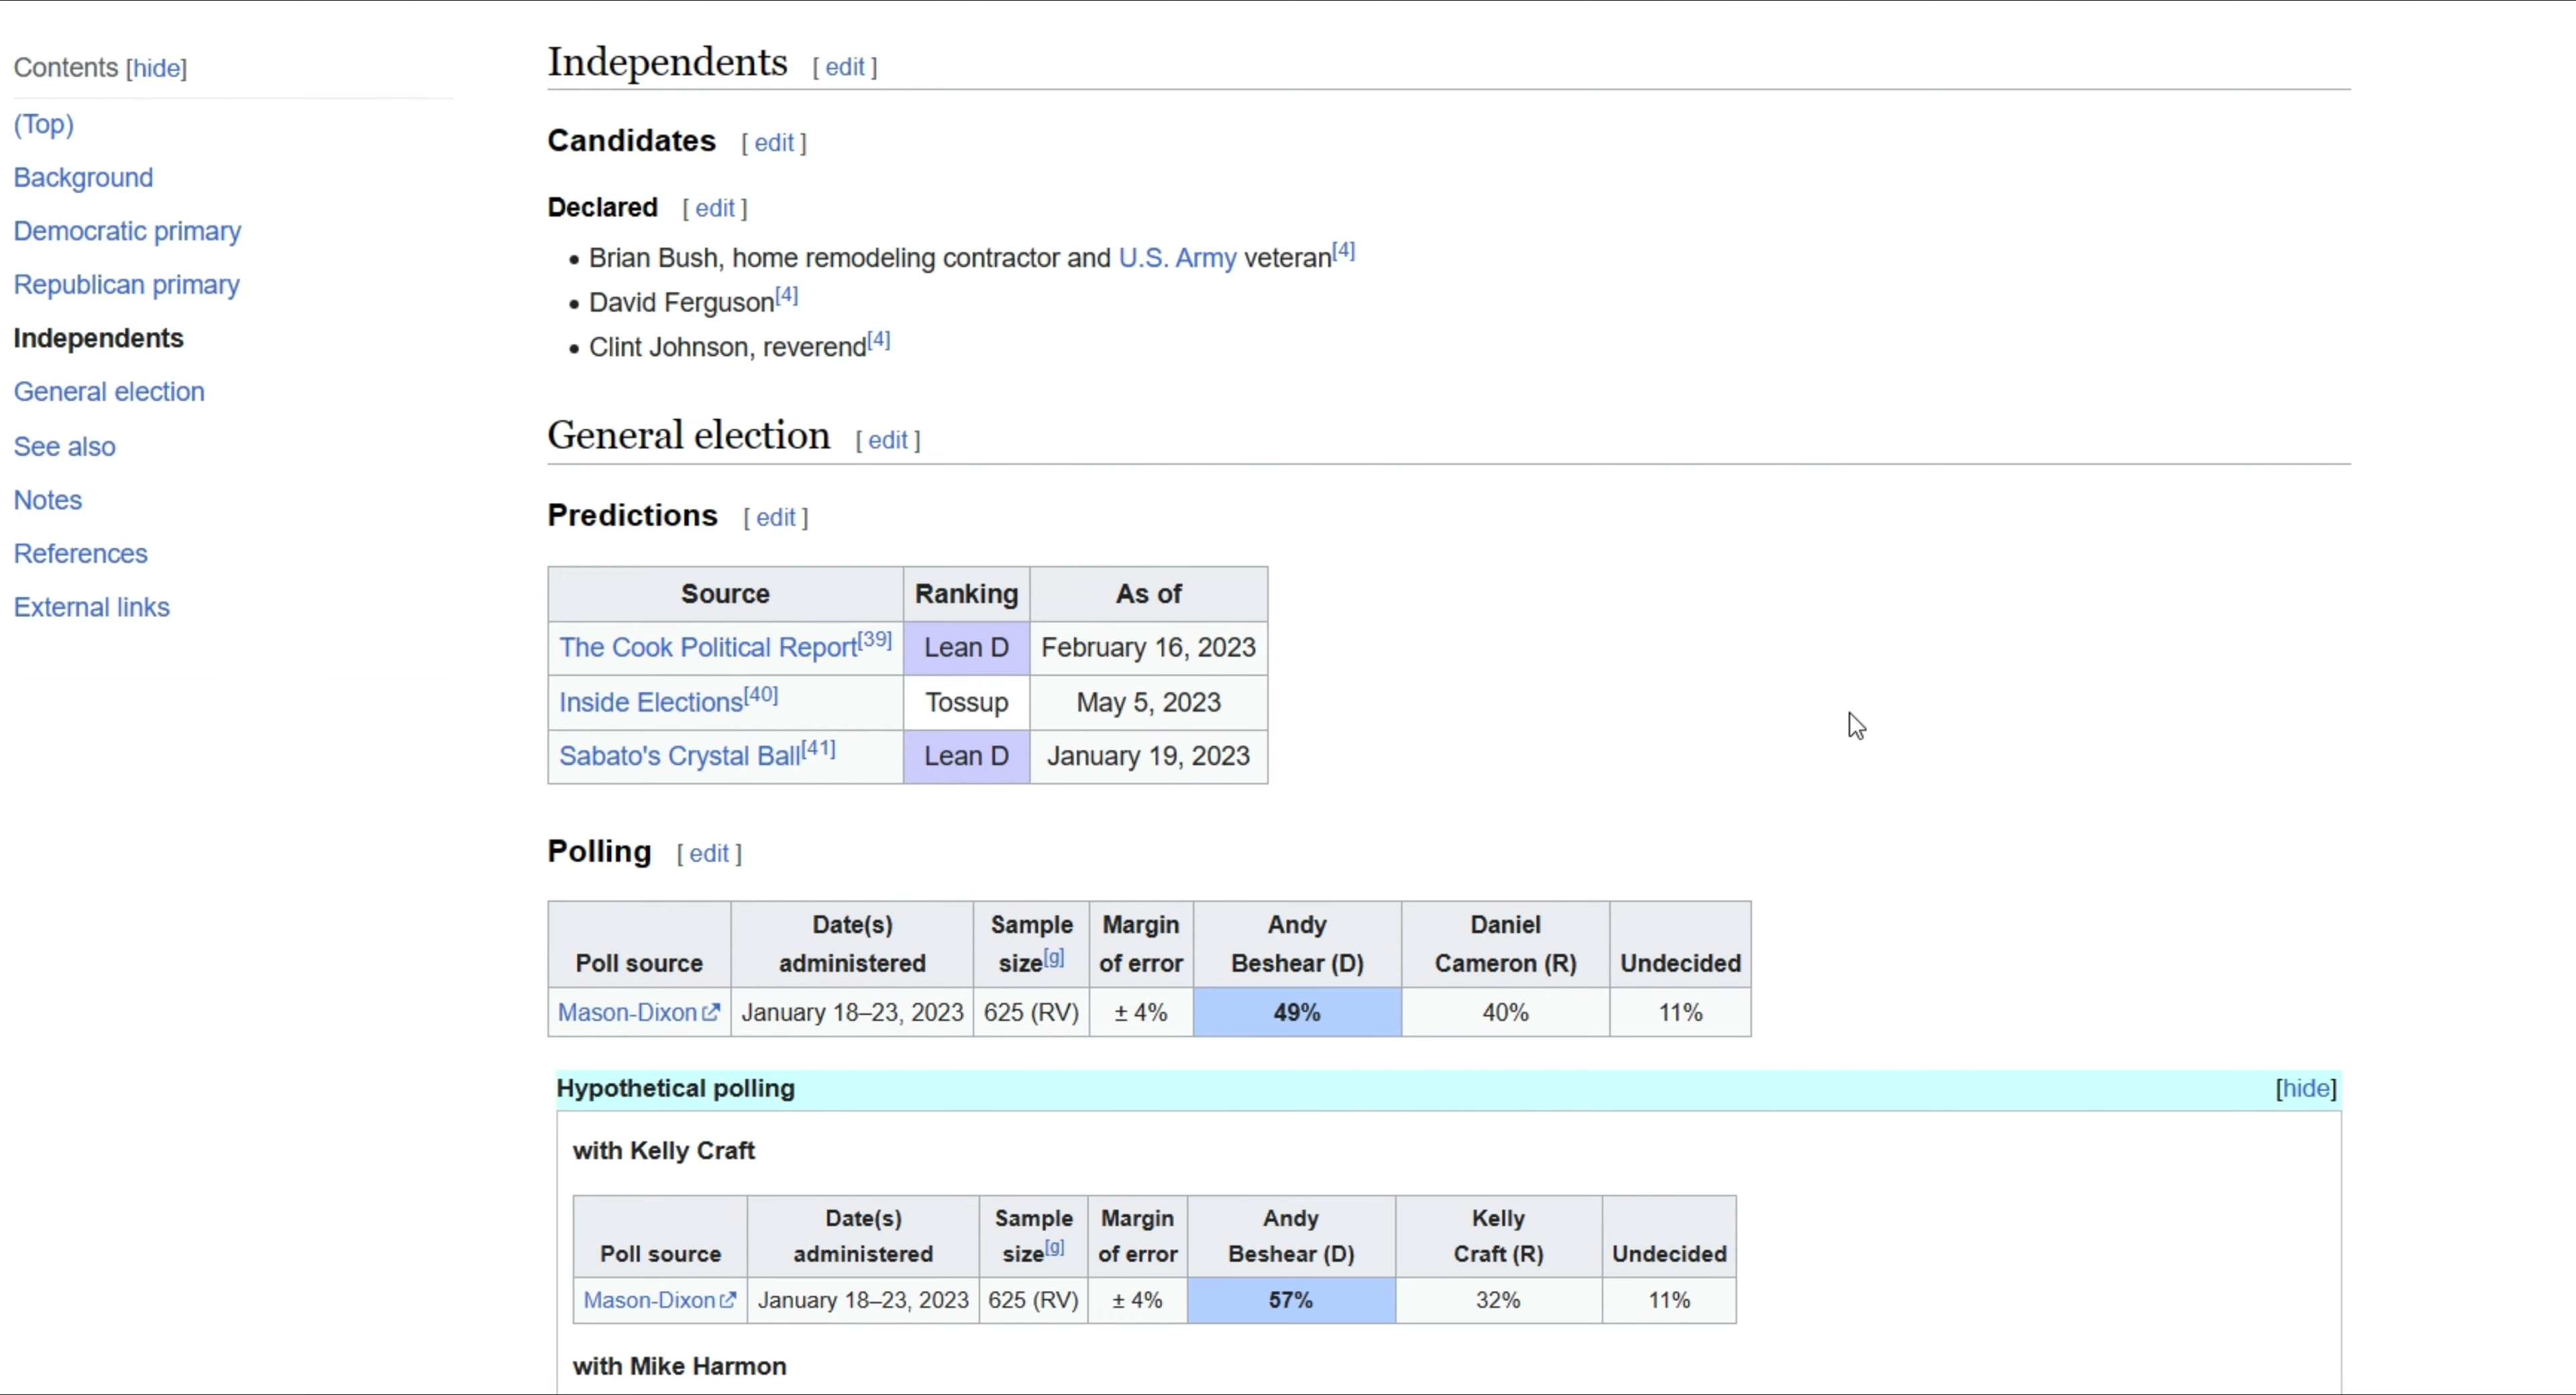 Contents [hide]
(Top)
Background
Democratic primary
Republican primary
Independents
General election
See also
Notes
References
External links
Independents [ edit ]
Candidates [ edit ]
Declared [ edit ]
• Brian Bush, home remodeling contractor and U.S. Army veteran[4]
• David Ferguson[4]
• Clint Johnson, reverend[4]
General election [ edit ]
Predictions [ edit ]
Source Ranking As of
The Cook Political Report[39] Lean D February 16, 2023
Inside Elections[40] Tossup May 5, 2023
Sabato's Crystal Ball[41] Lean D January 19, 2023
Polling [ edit ]
Poll source Date(s) administered Sample size[g] Margin of error Andy Beshear (D) Daniel Cameron (R) Undecided
Mason-Dixon January 18–23, 2023 625 (RV) ± 4% 49% 40% 11%
Hypothetical polling [hide]
with Kelly Craft
Poll source Date(s) administered Sample size[g] Margin of error Andy Beshear (D) Kelly Craft (R) Undecided
Mason-Dixon January 18–23, 2023 625 (RV) ± 4% 57% 32% 11%
with Mike Harmon